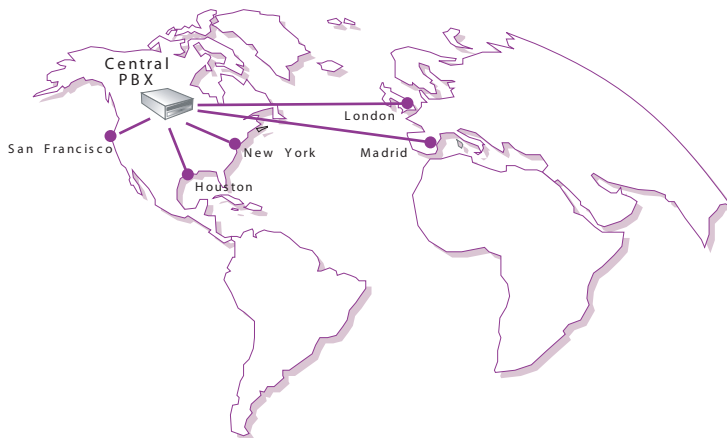 Central
PBX
London
San Francisco
New York
Madrid
Houston